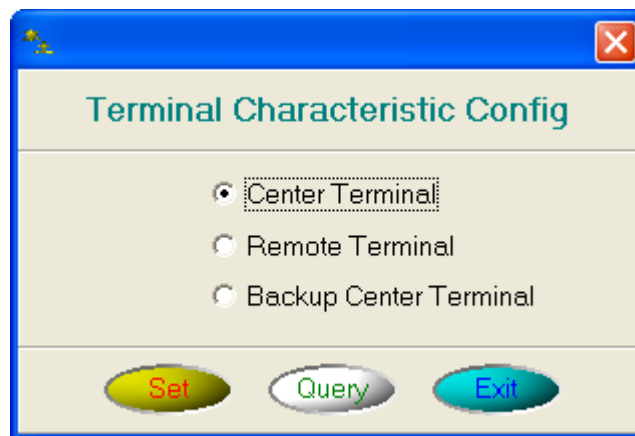 Terminal Characteristic Config
Center Terminal
Remote Terminal
Backup Center Terminal
Set Query Exit